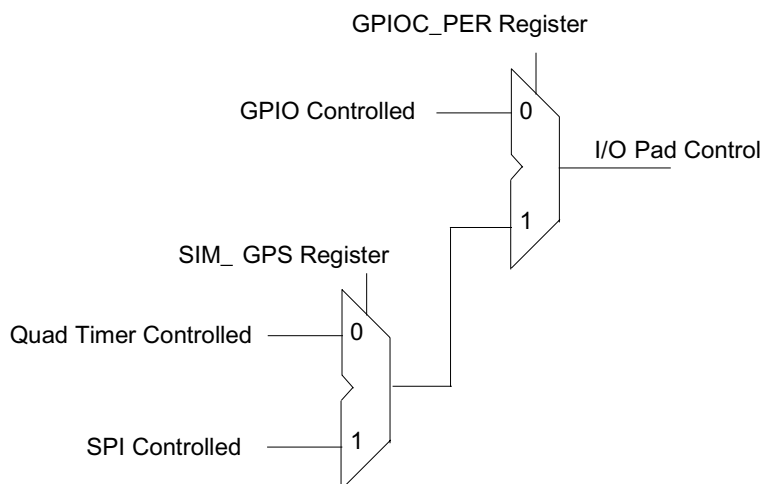 GPIOC_PER Register
GPIO Controlled
0
I/O Pad Control
1
SIM_ GPS Register
Quad Timer Controlled
0
SPI Controlled
1